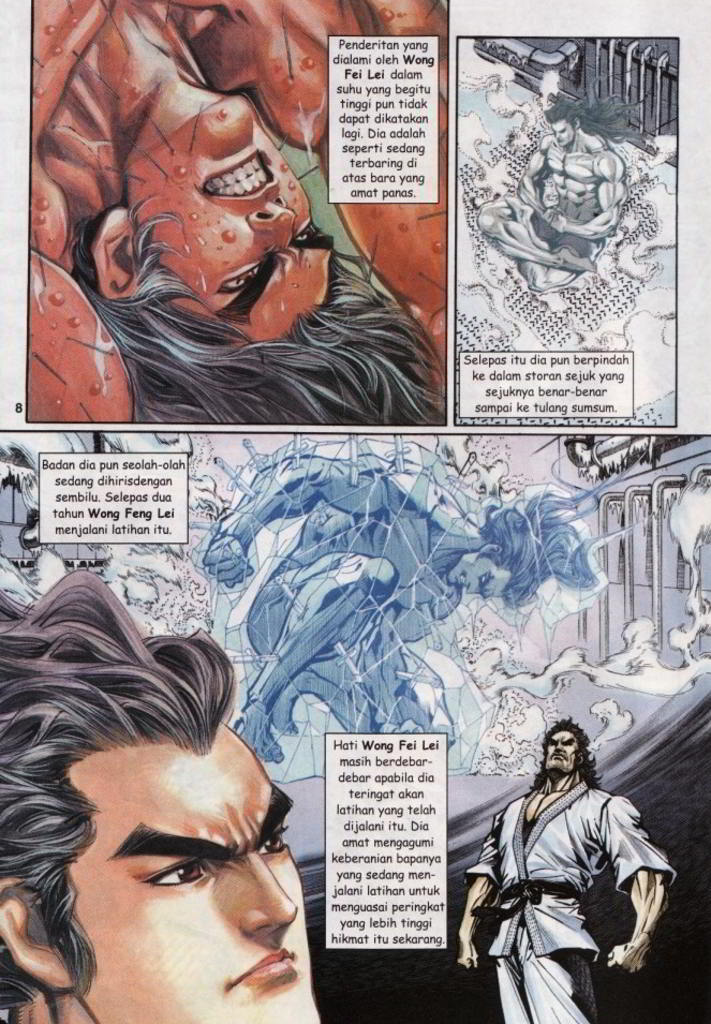 Penderitan yang
dialami oleh Wong
Fei Lei dalam
suhu yang begitu
tinggi pun tidak
dapat dikatakan
lagi. Dia adalah
seperti sedang
terbaring di
atas bara yang
amat panas.
Selepas itu dia pun berpindah
ke dalam storan sejuk yang
sejuknya benar-benar
sampai ke tulang sumsum.
8
Badan dia pun seolah-olah
sedang dihirisdengan
sembilu. Selepas dua
tahun Wong Feng Lei
menjalani latihan itu.
Hati Wong Fei Lei
masih berdebar-
debar apabila dia
teringat akan
latihan yang telah
dijalani itu. Dia
amat mengagumi
keberanian bapanya
yang sedang men-
jalani latihan untuk
menguasai peringkat
yang lebih tinggi
hikmat itu sekarang.